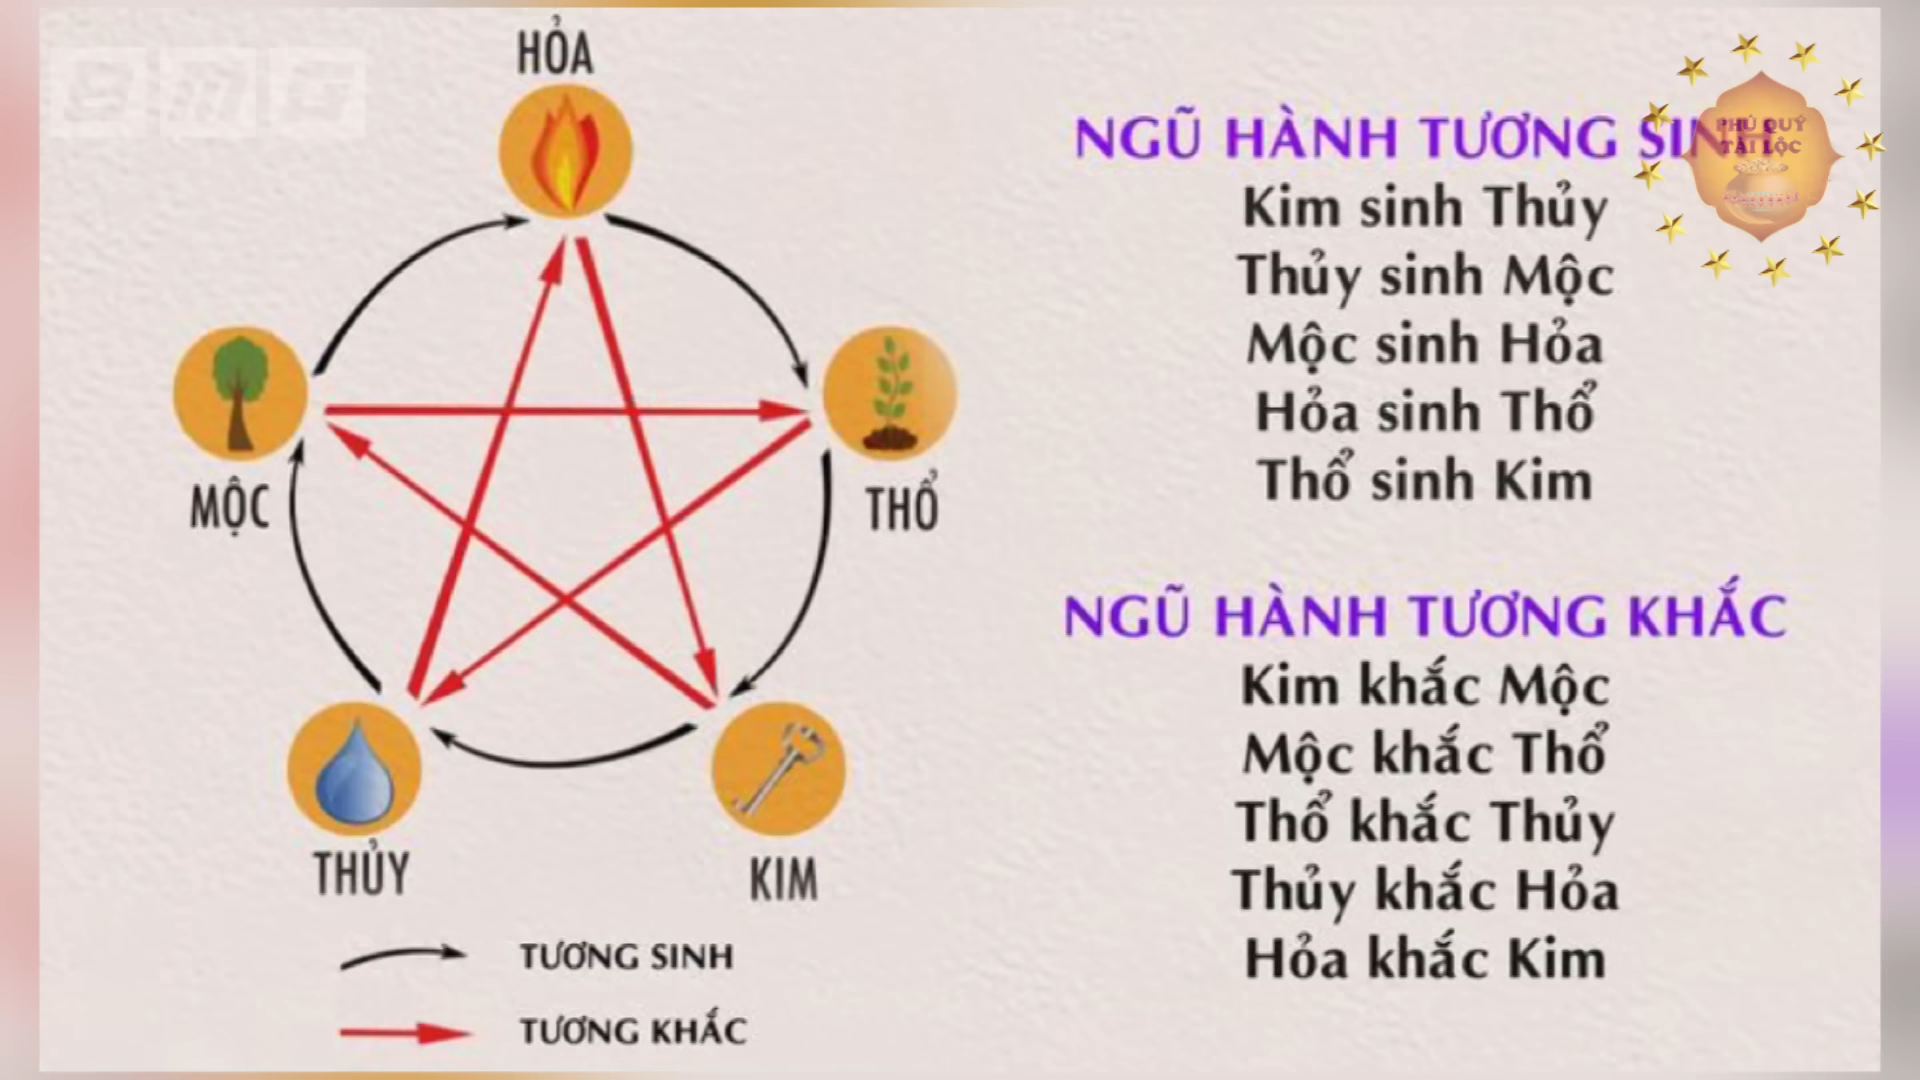 HỎA
MỘC
THỔ
THỦY
KIM
TƯƠNG SINH
TƯƠNG KHẮC
NGŨ HÀNH TƯƠNG SINH
Kim sinh Thủy
Thủy sinh Mộc
Mộc sinh Hỏa
Hỏa sinh Thổ
Thổ sinh Kim
NGŨ HÀNH TƯƠNG KHẮC
Kim khắc Mộc
Mộc khắc Thổ
Thổ khắc Thủy
Thủy khắc Hỏa
Hỏa khắc Kim
PHÚ QUÝ
TÀI LỘC